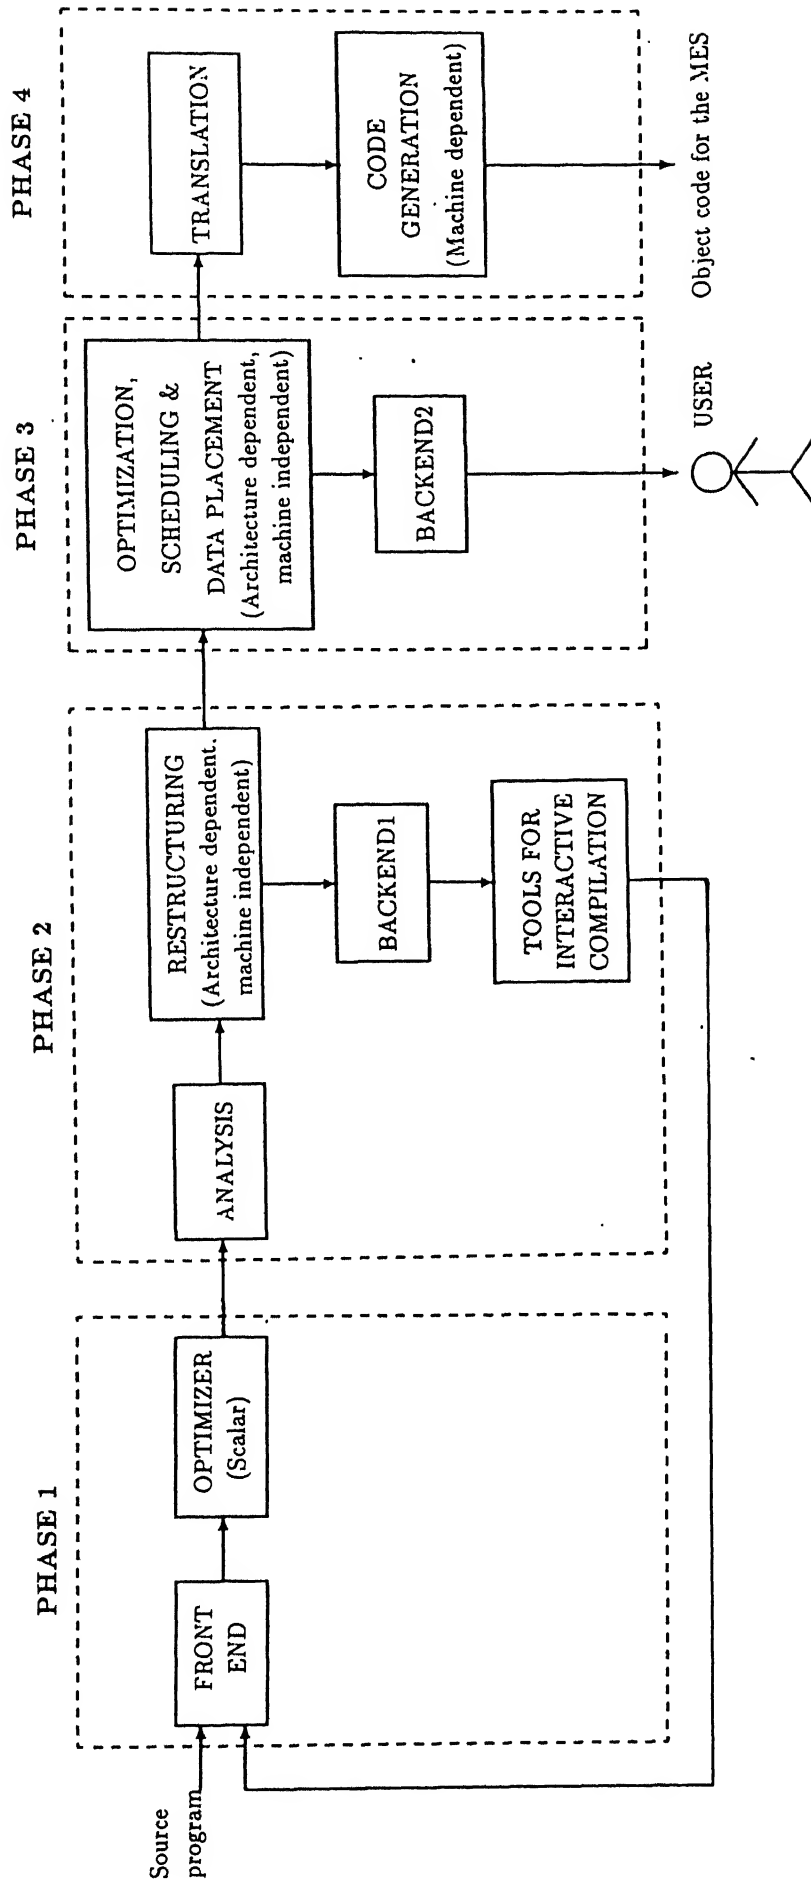 PHASE 1
PHASE 2
PHASE 3
PHASE 4
Source
program
FRONT
END
OPTIMIZER
(Scalar)
ANALYSIS
RESTRUCTURING
(Architecture dependent.
machine independent)
BACKEND1
TOOLS FOR
INTERACTIVE
COMPILATION
OPTIMIZATION,
SCHEDULING &
DATA PLACEMENT
(Architecture dependent,
machine independent)
BACKEND2
USER
TRANSLATION
CODE
GENERATION
(Machine dependent)
Object code for the MES